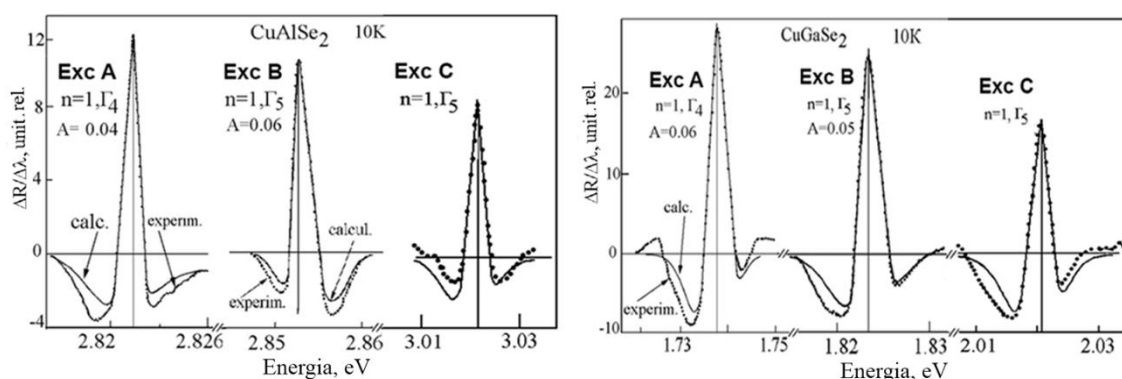 CuAlSe2 10K
12
Exc A
Exc B
Exc C
n=1,Γ4
n=1,Γ5
n=1,Γ5
A= 0.04
A=0.06
8
4
0
-4
ΔR/Δλ, unit. rel.
calc.
experim.
experim.
calcul.
2.82
2.826
2.85
2.86
3.01
3.03
Energia, eV
CuGaSe2 10K
Exc A
Exc B
Exc C
n=1, Γ4
n=1, Γ5
n=1, Γ5
A=0.06
A=0.05
20
10
0
-10
ΔR/Δλ, unit. rel.
calc
experim.
1.73
1.75
1.82
1.83
2.01
2.03
Energia, eV